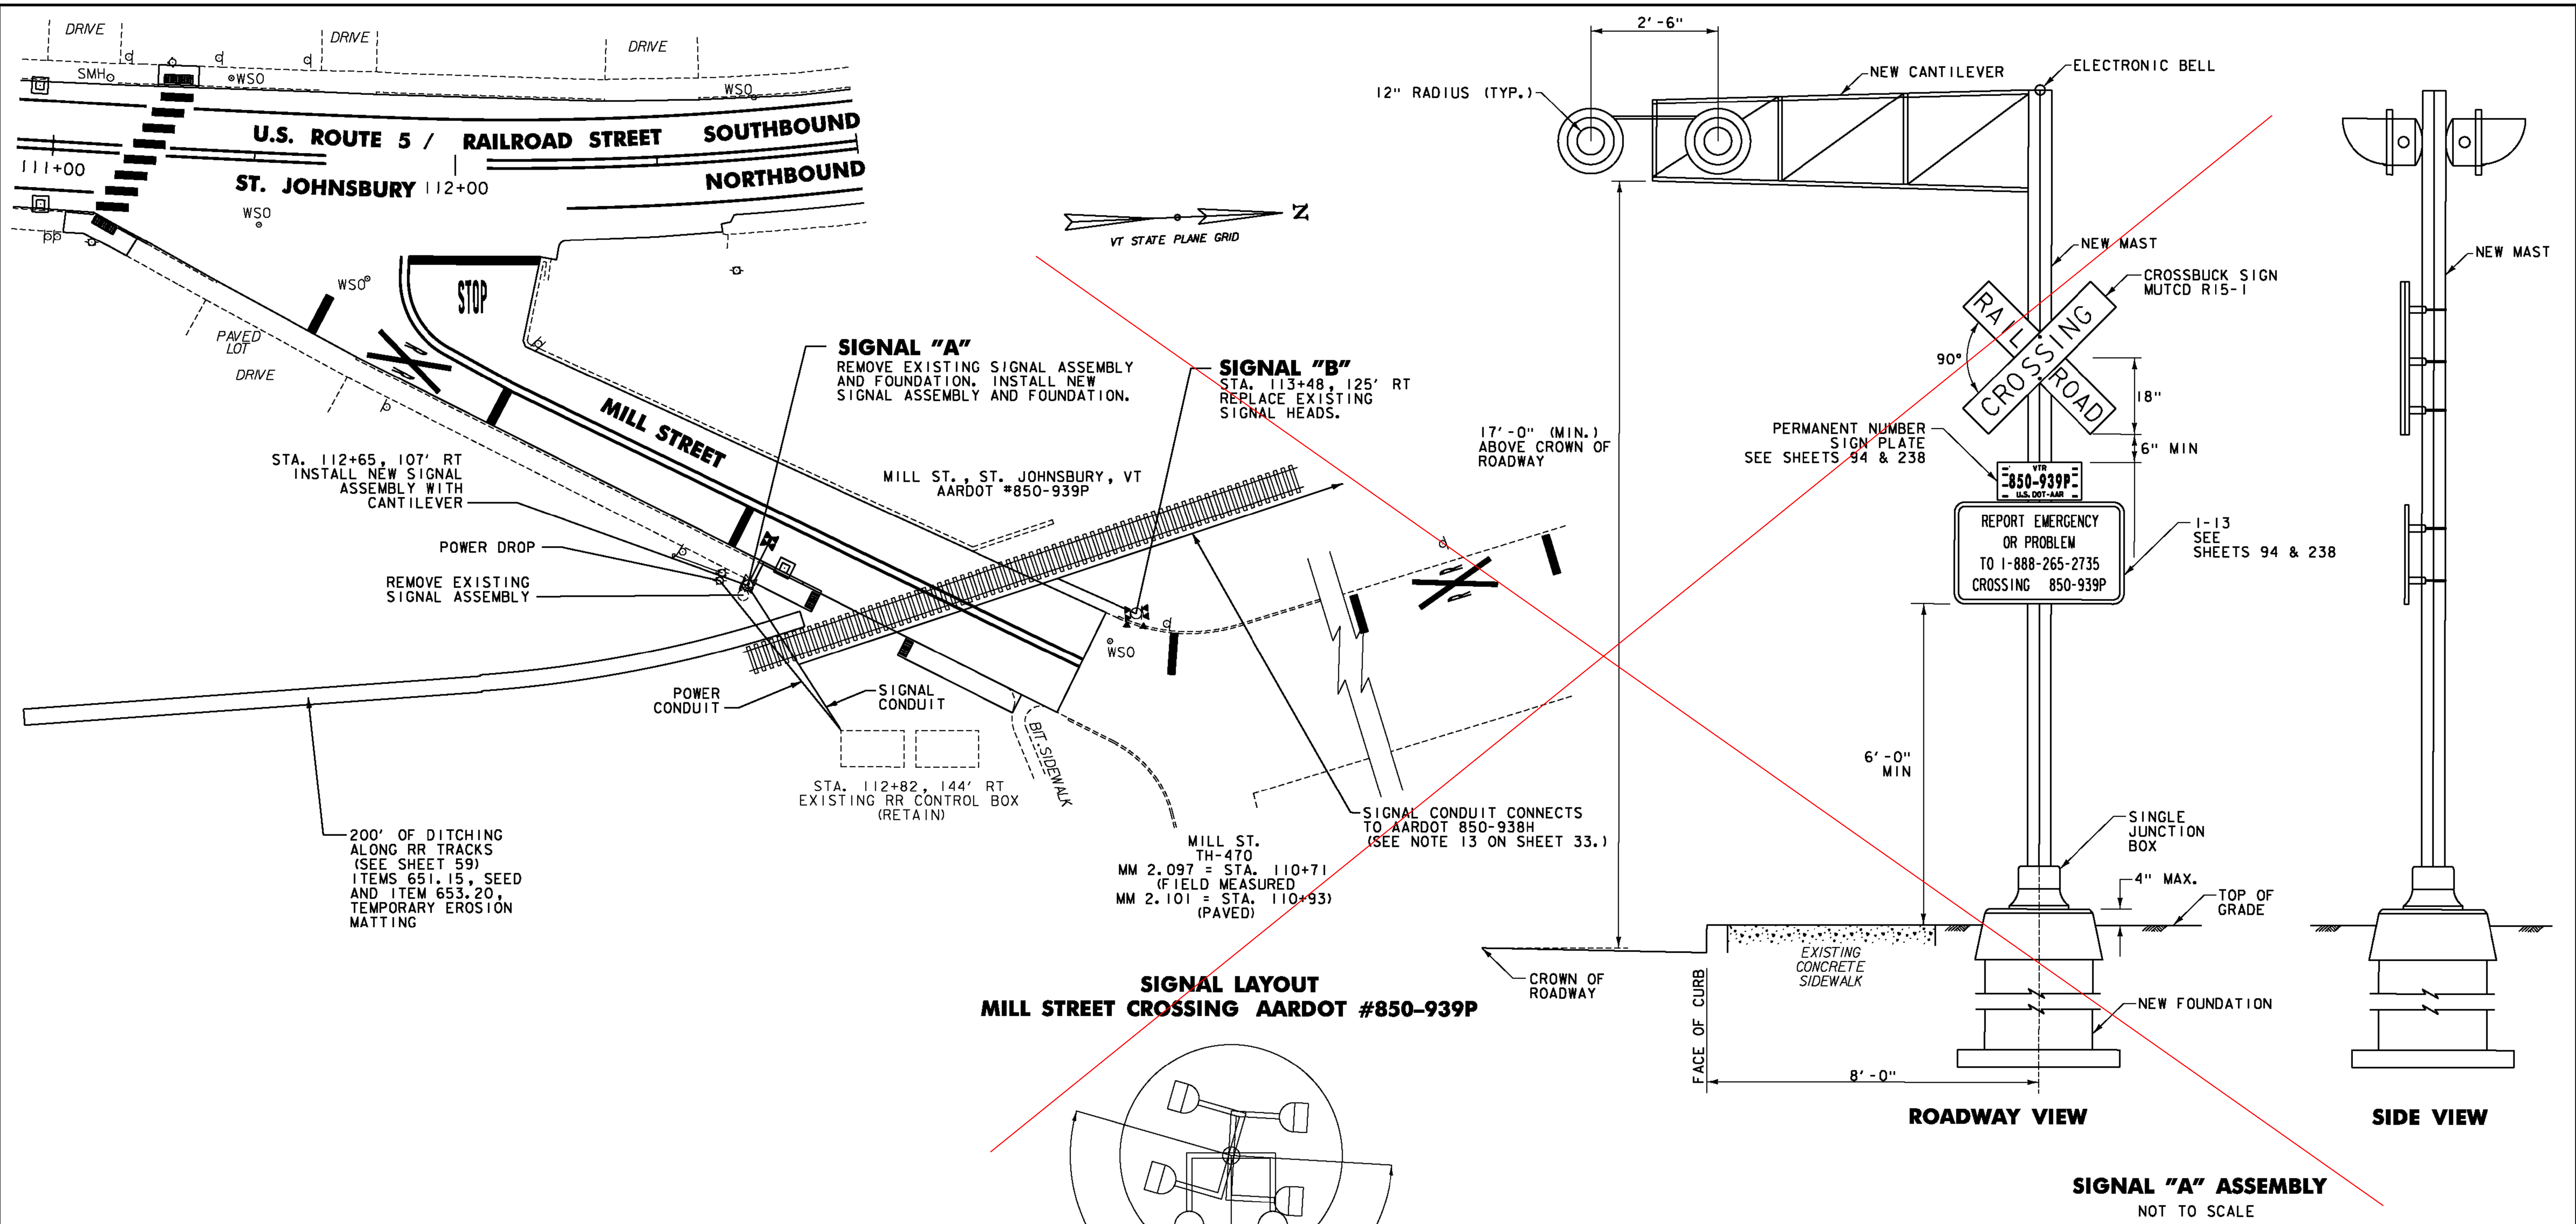 DRIVE
DRIVE
DRIVE
SMH
WSO
WSO
U.S. ROUTE 5 / RAILROAD STREET SOUTHBOUND
111+00
ST. JOHNSBURY 112+00
NORTHBOUND
WSO
WSO
STOP
PAVED
LOT
DRIVE
R
R
MILL STREET
N
VT STATE PLANE GRID
SIGNAL "A"
REMOVE EXISTING SIGNAL ASSEMBLY
AND FOUNDATION. INSTALL NEW
SIGNAL ASSEMBLY AND FOUNDATION.
SIGNAL "B"
STA. 113+48, 125' RT
REPLACE EXISTING
SIGNAL HEADS.
STA. 112+65, 107' RT
INSTALL NEW SIGNAL
ASSEMBLY WITH
CANTILEVER
POWER DROP
REMOVE EXISTING
SIGNAL ASSEMBLY
MILL ST., ST. JOHNSBURY, VT
AARDOT #850-939P
R
R
WSO
POWER
CONDUIT
SIGNAL
CONDUIT
BIT. SIDEWALK
STA. 112+82, 144' RT
EXISTING RR CONTROL BOX
(RETAIN)
200' OF DITCHING
ALONG RR TRACKS
(SEE SHEET 59)
ITEMS 651.15, SEED
AND ITEM 653.20,
TEMPORARY EROSION
MATTING
MILL ST.
TH-470
MM 2.097 = STA. 110+71
(FIELD MEASURED
MM 2.101 = STA. 110+93)
(PAVED)
SIGNAL CONDUIT CONNECTS
TO AARDOT 850-938H
(SEE NOTE 13 ON SHEET 33.)
SIGNAL LAYOUT
MILL STREET CROSSING AARDOT #850-939P
2'-6"
12" RADIUS (TYP.)
NEW CANTILEVER
ELECTRONIC BELL
NEW MAST
CROSSBUCK SIGN
MUTCD R15-1
RAIL ROAD
CROSSING
90°
18"
6" MIN
17'-0" (MIN.)
ABOVE CROWN OF
ROADWAY
PERMANENT NUMBER
SIGN PLATE
SEE SHEETS 94 & 238
VTR
850-939P
U.S. DOT-AAR
REPORT EMERGENCY
OR PROBLEM
TO 1-888-265-2735
CROSSING 850-939P
I-13
SEE
SHEETS 94 & 238
6'-0"
MIN
SINGLE
JUNCTION
BOX
4" MAX.
TOP OF
GRADE
EXISTING
CONCRETE
SIDEWALK
CROWN OF
ROADWAY
FACE OF CURB
NEW FOUNDATION
8'-0"
ROADWAY VIEW
NEW MAST
SIDE VIEW
SIGNAL "A" ASSEMBLY
NOT TO SCALE